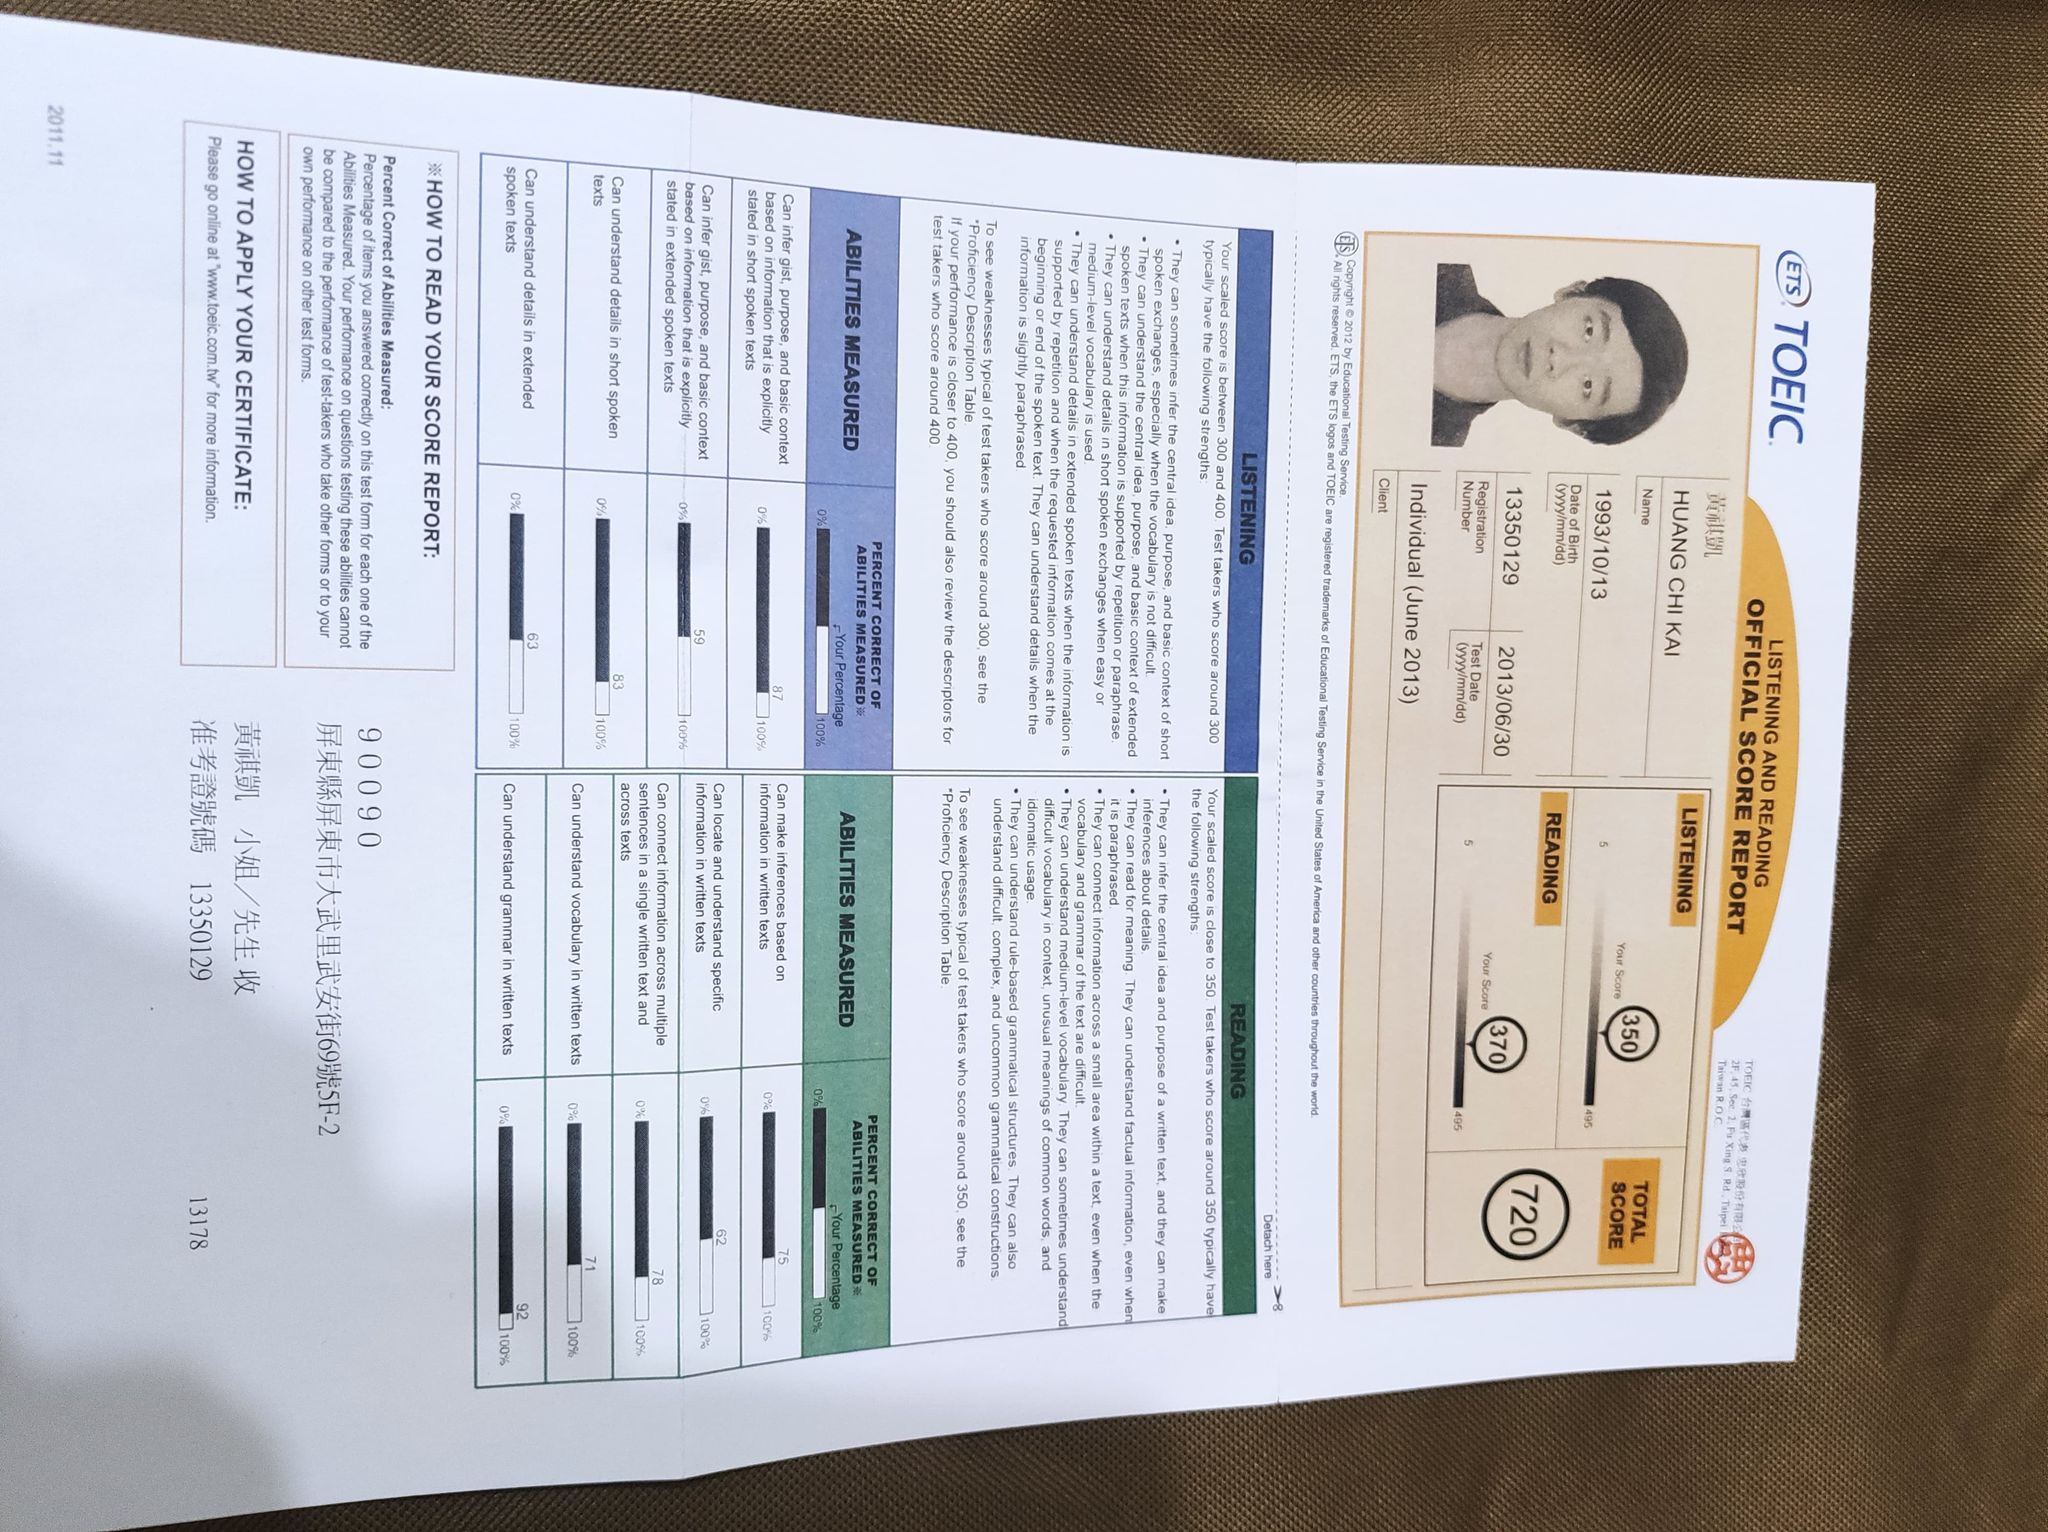 ETS TOEIC
LISTENING AND READING
OFFICIAL SCORE REPORT
TOEIC 台灣區代表 忠欣股份有限公
2F, 45, Sec. 2, Fu Xing S. Rd., Taipei
Taiwan R.O.C.
黃祺凱
HUANG CHI KAI
Name
1993/10/13
Date of Birth
(yyyy/mm/dd)
13350129
Registration
Number
2013/06/30
Test Date
(yyyy/mm/dd)
Individual (June 2013)
Client
LISTENING
Your Score 350
5 495
READING
Your Score 370
5 495
TOTAL
SCORE
720
ETS Copyright © 2012 by Educational Testing Service.
All rights reserved. ETS, the ETS logos and TOEIC are registered trademarks of Educational Testing Service in the United States of America and other countries throughout the world.
Detach here
LISTENING
Your scaled score is between 300 and 400. Test takers who score around 300
typically have the following strengths:
• They can sometimes infer the central idea, purpose, and basic context of short
spoken exchanges, especially when the vocabulary is not difficult.
• They can understand the central idea, purpose, and basic context of extended
spoken texts when this information is supported by repetition or paraphrase.
• They can understand details in short spoken exchanges when easy or
medium-level vocabulary is used.
• They can understand details in extended spoken texts when the information is
supported by repetition and when the requested information comes at the
beginning or end of the spoken text. They can understand details when the
information is slightly paraphrased.
To see weaknesses typical of test takers who score around 300, see the
"Proficiency Description Table.
If your performance is closer to 400, you should also review the descriptors for
test takers who score around 400.
READING
Your scaled score is close to 350. Test takers who score around 350 typically have
the following strengths:
• They can infer the central idea and purpose of a written text, and they can make
inferences about details.
• They can read for meaning. They can understand factual information, even when
it is paraphrased.
• They can connect information across a small area within a text, even when the
vocabulary and grammar of the text are difficult.
• They can understand medium-level vocabulary. They can sometimes understand
difficult vocabulary in context, unusual meanings of common words, and
idiomatic usage.
• They can understand rule-based grammatical structures. They can also
understand difficult, complex, and uncommon grammatical constructions.
To see weaknesses typical of test takers who score around 350, see the
"Proficiency Description Table.
ABILITIES MEASURED
PERCENT CORRECT OF
ABILITIES MEASURED※
Your Percentage
0% 100%
Can infer gist, purpose, and basic context
based on information that is explicitly
stated in short spoken texts
87
0% 100%
Can infer gist, purpose, and basic context
based on information that is explicitly
stated in extended spoken texts
59
0% 100%
Can understand details in short spoken
texts
83
0% 100%
Can understand details in extended
spoken texts
63
0% 100%
ABILITIES MEASURED
PERCENT CORRECT OF
ABILITIES MEASURED※
Your Percentage
0% 100%
Can make inferences based on
information in written texts
75
0% 100%
Can locate and understand specific
information in written texts
62
0% 100%
Can connect information across multiple
sentences in a single written text and
across texts
78
0% 100%
Can understand vocabulary in written texts
71
0% 100%
Can understand grammar in written texts
92
0% 100%
※HOW TO READ YOUR SCORE REPORT:
Percent Correct of Abilities Measured:
Percentage of items you answered correctly on this test form for each one of the
Abilities Measured. Your performance on questions testing these abilities cannot
be compared to the performance of test-takers who take other forms or to your
own performance on other test forms.
HOW TO APPLY YOUR CERTIFICATE:
Please go online at "www.toeic.com.tw" for more information.
90090
屏東縣屏東市大武里武安街69號5F-2
黃祺凱 小姐／先生 收
准考證號碼 13350129 13178
2011.11